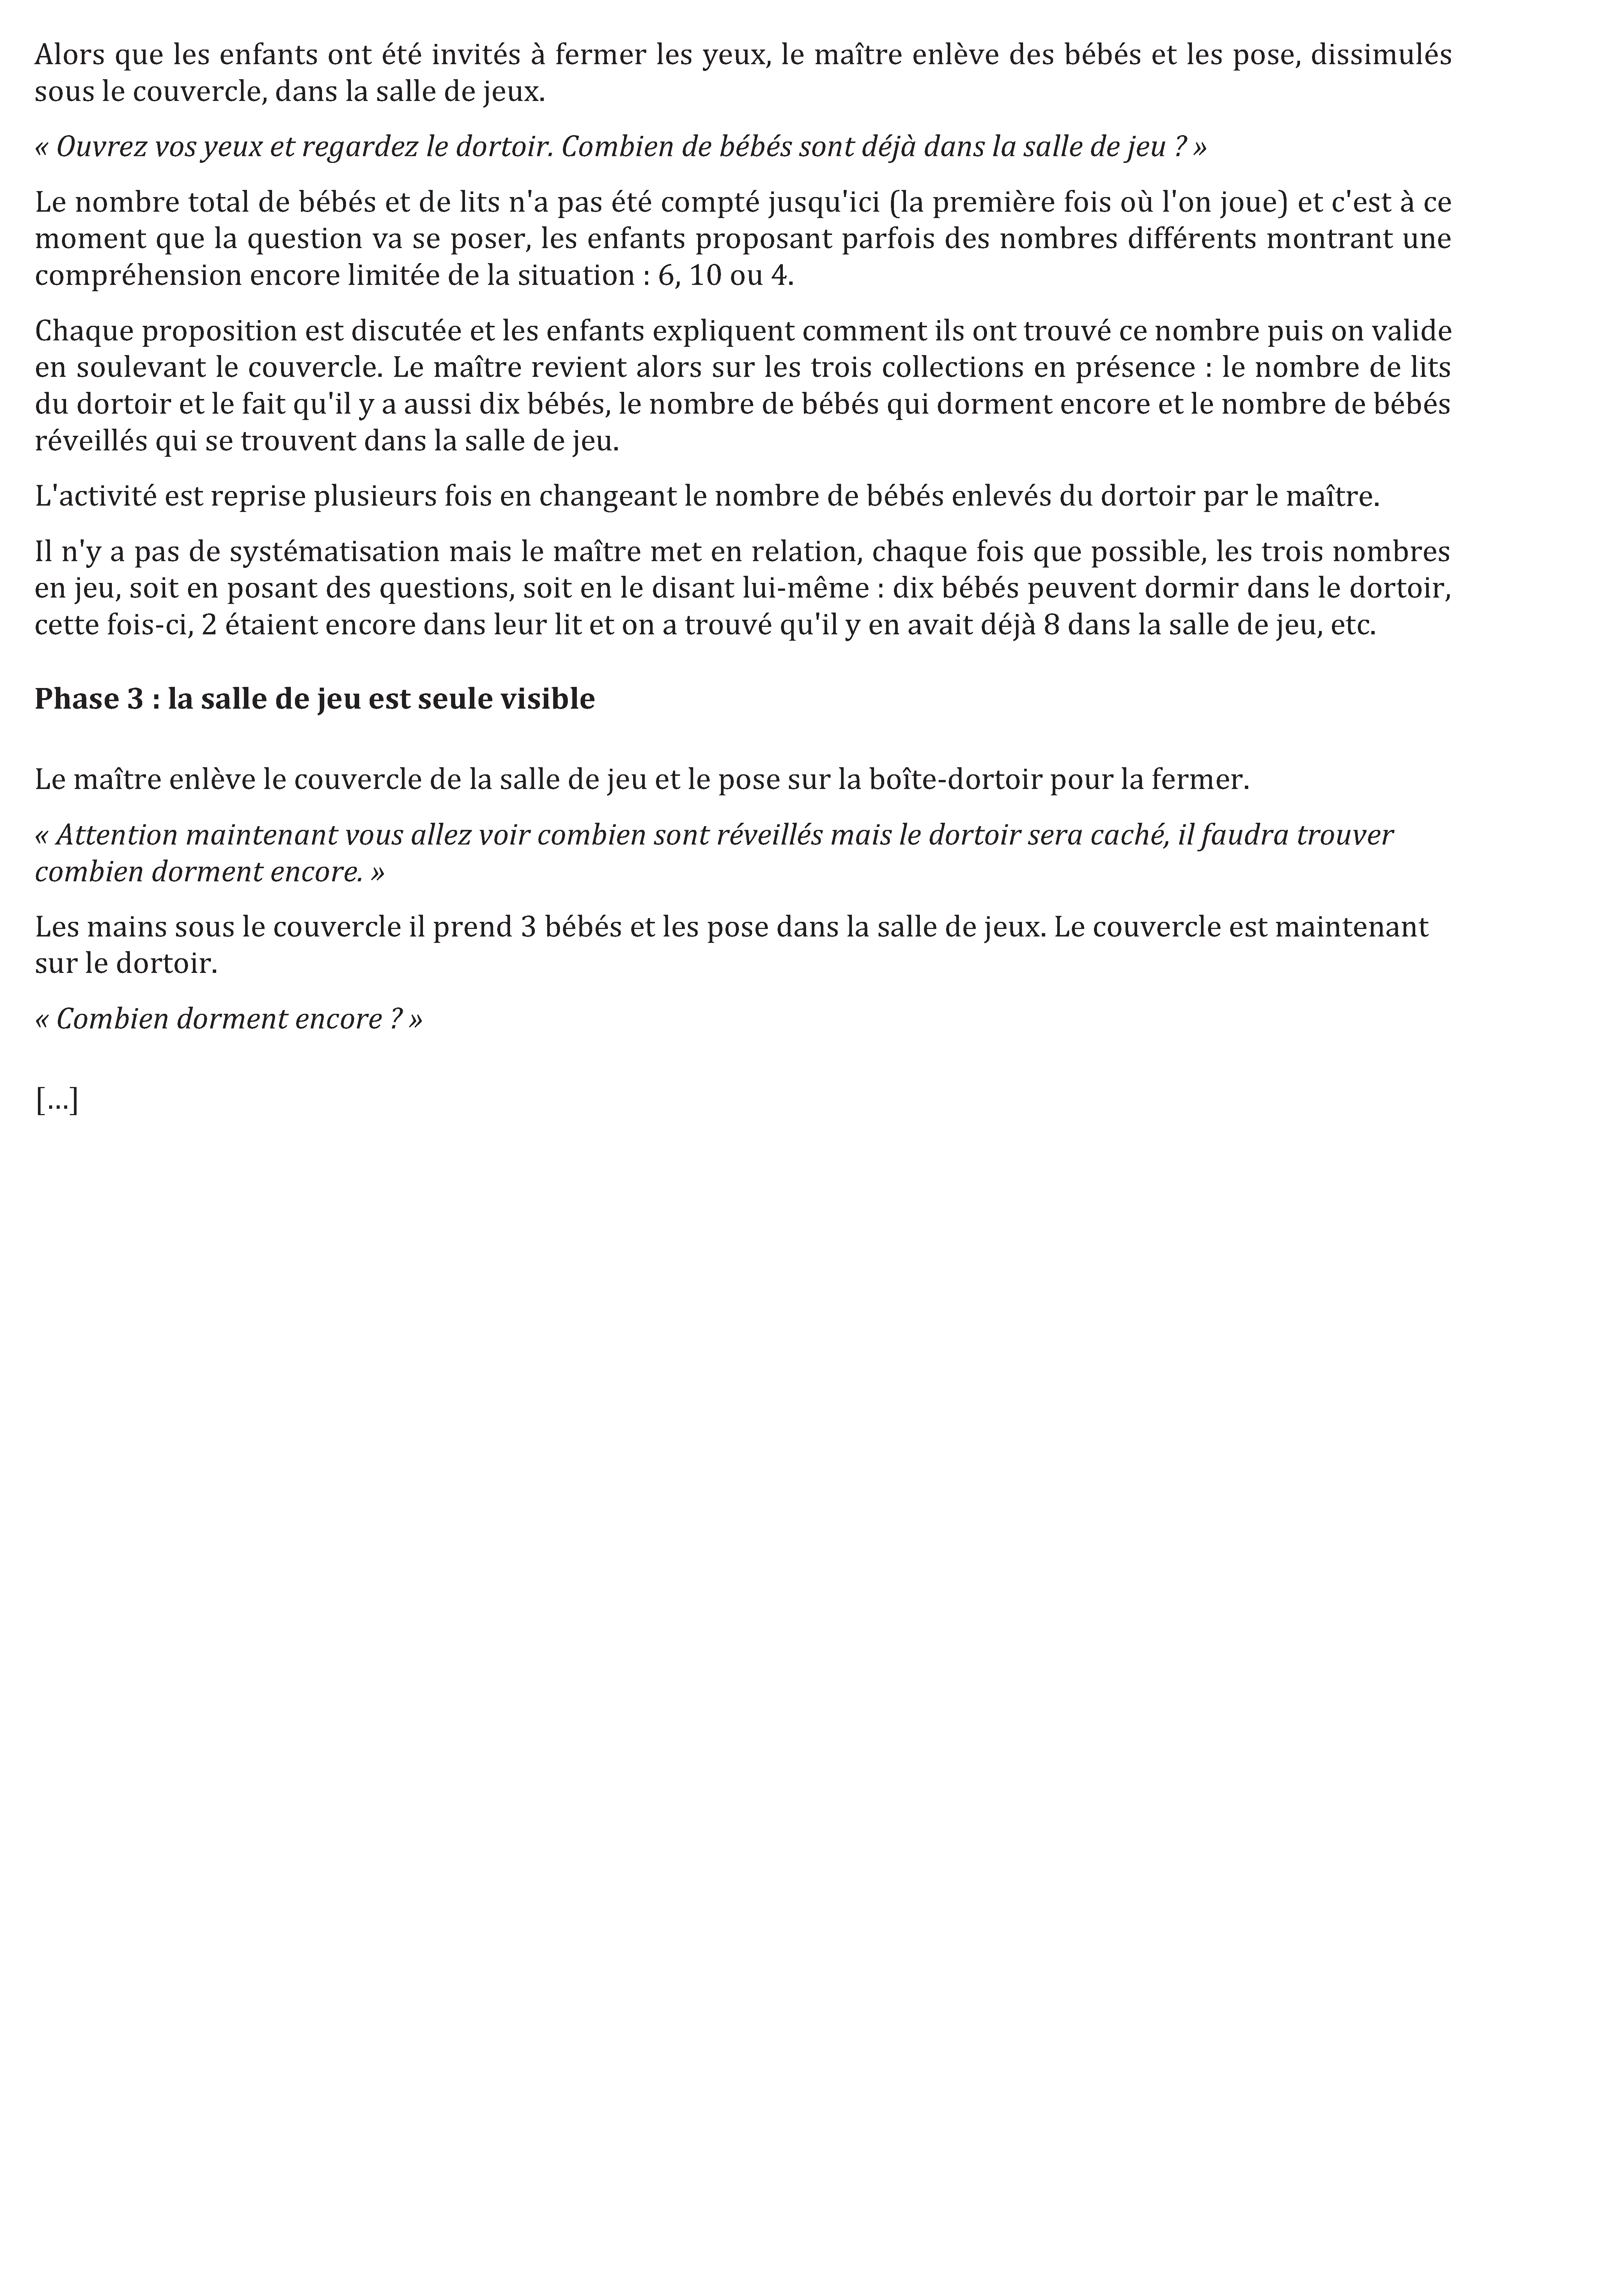 Alors que les enfants ont été invités à fermer les yeux, le maître enlève des bébés et les pose, dissimulés
sous le couvercle, dans la salle de jeux.
« Ouvrez vos yeux et regardez le dortoir. Combien de bébés sont déjà dans la salle de jeu ? »
Le nombre total de bébés et de lits n'a pas été compté jusqu'ici (la première fois où l'on joue) et c'est à ce
moment que la question va se poser, les enfants proposant parfois des nombres différents montrant une
compréhension encore limitée de la situation : 6, 10 ou 4.
Chaque proposition est discutée et les enfants expliquent comment ils ont trouvé ce nombre puis on valide
en soulevant le couvercle. Le maître revient alors sur les trois collections en présence : le nombre de lits
du dortoir et le fait qu'il y a aussi dix bébés, le nombre de bébés qui dorment encore et le nombre de bébés
réveillés qui se trouvent dans la salle de jeu.
L'activité est reprise plusieurs fois en changeant le nombre de bébés enlevés du dortoir par le maître.
Il n'y a pas de systématisation mais le maître met en relation, chaque fois que possible, les trois nombres
en jeu, soit en posant des questions, soit en le disant lui-même : dix bébés peuvent dormir dans le dortoir,
cette fois-ci, 2 étaient encore dans leur lit et on a trouvé qu'il y en avait déjà 8 dans la salle de jeu, etc.
Phase 3 : la salle de jeu est seule visible
Le maître enlève le couvercle de la salle de jeu et le pose sur la boîte-dortoir pour la fermer.
« Attention maintenant vous allez voir combien sont réveillés mais le dortoir sera caché, il faudra trouver
combien dorment encore. »
Les mains sous le couvercle il prend 3 bébés et les pose dans la salle de jeux. Le couvercle est maintenant
sur le dortoir.
« Combien dorment encore ? »
[…]